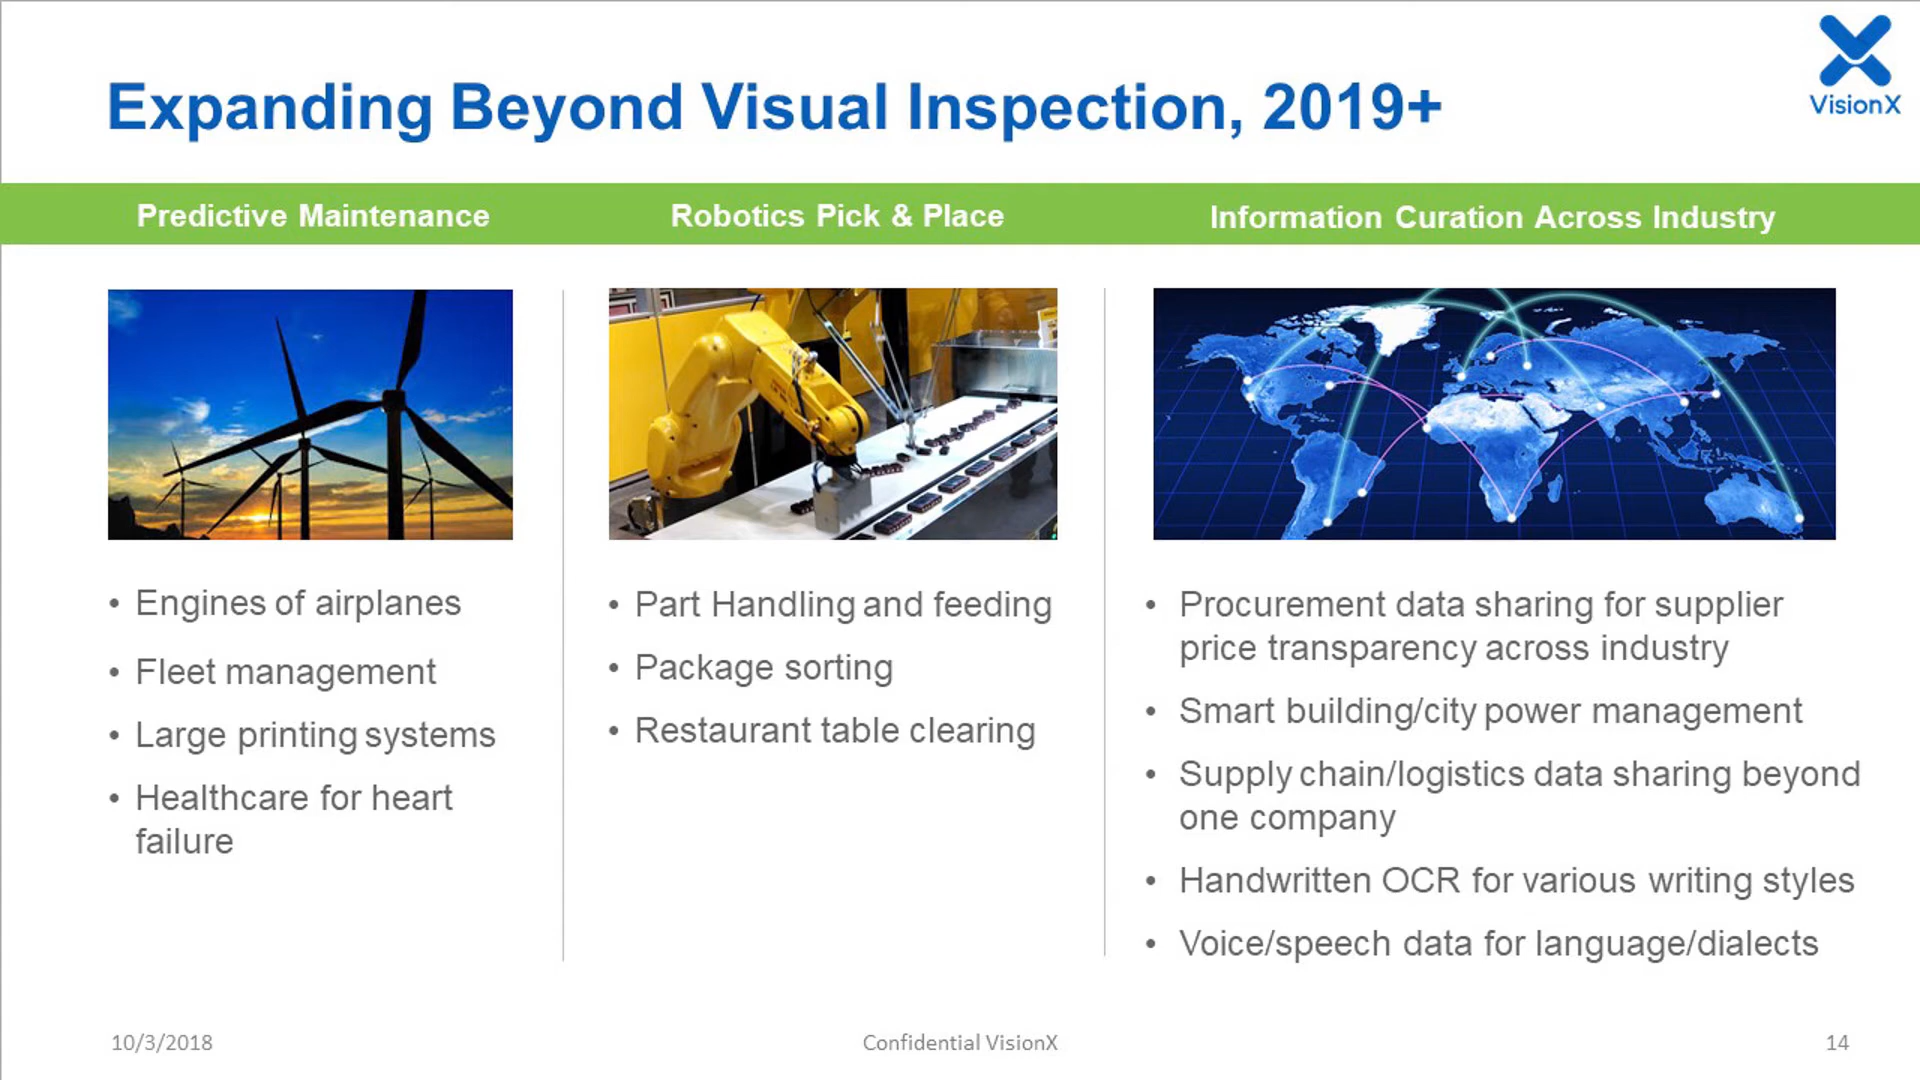 VisionX
Expanding Beyond Visual Inspection, 2019+
Predictive Maintenance
Robotics Pick & Place
Information Curation Across Industry
• Engines of airplanes
• Fleet management
• Large printing systems
• Healthcare for heart
failure
• Part Handling and feeding
• Package sorting
• Restaurant table clearing
• Procurement data sharing for supplier
price transparency across industry
• Smart building/city power management
• Supply chain/logistics data sharing beyond
one company
• Handwritten OCR for various writing styles
• Voice/speech data for language/dialects
10/3/2018
Confidential VisionX
14